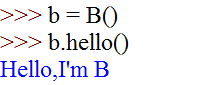 >>> b = B()
>>> b.hello()
Hello,I'm B